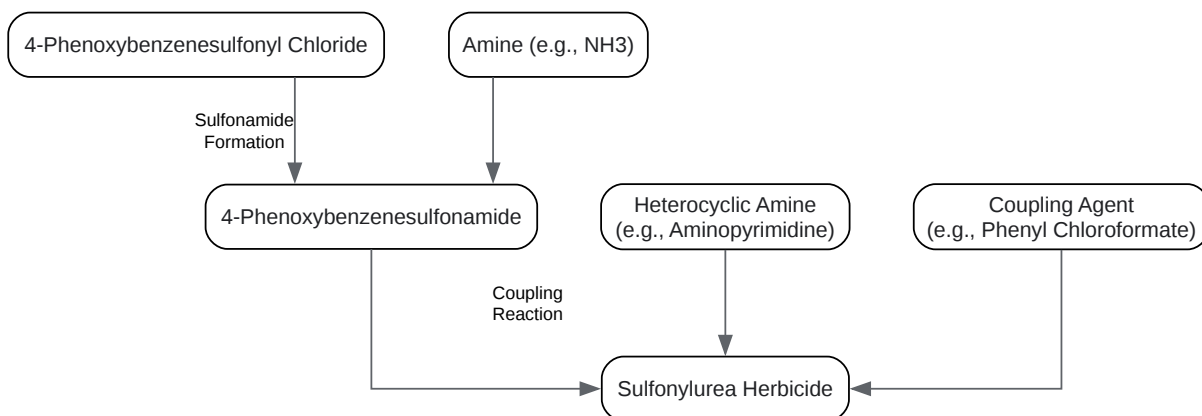 4-Phenoxybenzenesulfonyl Chloride
Amine (e.g., NH3)
Sulfonamide
Formation
4-Phenoxybenzenesulfonamide
Heterocyclic Amine
(e.g., Aminopyrimidine)
Coupling Agent
(e.g., Phenyl Chloroformate)
Coupling
Reaction
Sulfonylurea Herbicide